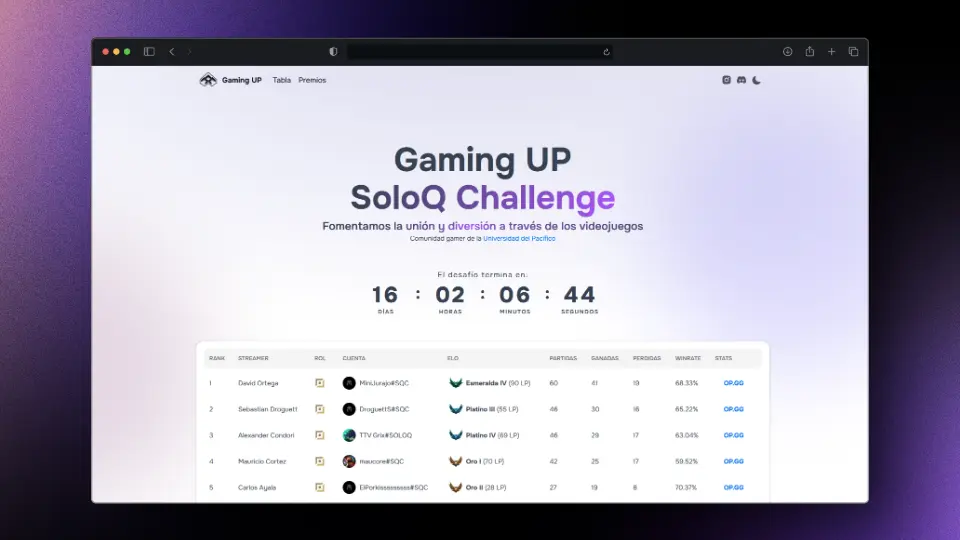 Gaming UP Tabla Premios
Gaming UP
SoloQ Challenge
Fomentamos la unión y diversión a través de los videojuegos
Comunidad gamer de la Universidad del Pacífico
El desafío termina en:
16 : 02 : 06 : 44
DÍAS HORAS MINUTOS SEGUNDOS
RANK STREAMER ROL CUENTA ELO PARTIDAS GANADAS PERDIDAS WINRATE STATS
1 David Ortega MiniJurajo#SQC Esmeralda IV (90 LP) 60 41 19 68.33% OP.GG
2 Sebastian Droguett DroguettS#SQC Platino III (55 LP) 46 30 16 65.22% OP.GG
3 Alexander Condori TTV Grix#SOLOQ Platino IV (69 LP) 46 29 17 63.04% OP.GG
4 Mauricio Cortez maucore#SQC Oro I (70 LP) 42 25 17 59.52% OP.GG
5 Carlos Ayala Oro II (28 LP) 27 19 8 70.37% OP.GG